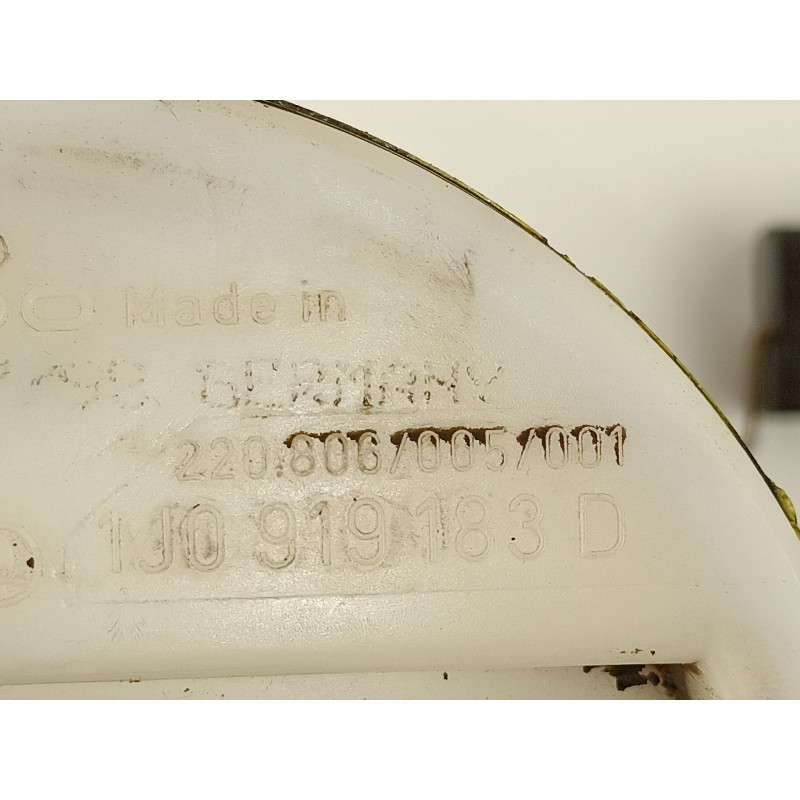 Made in
GERMANY
220.806/005/001
1J0 919 183 D